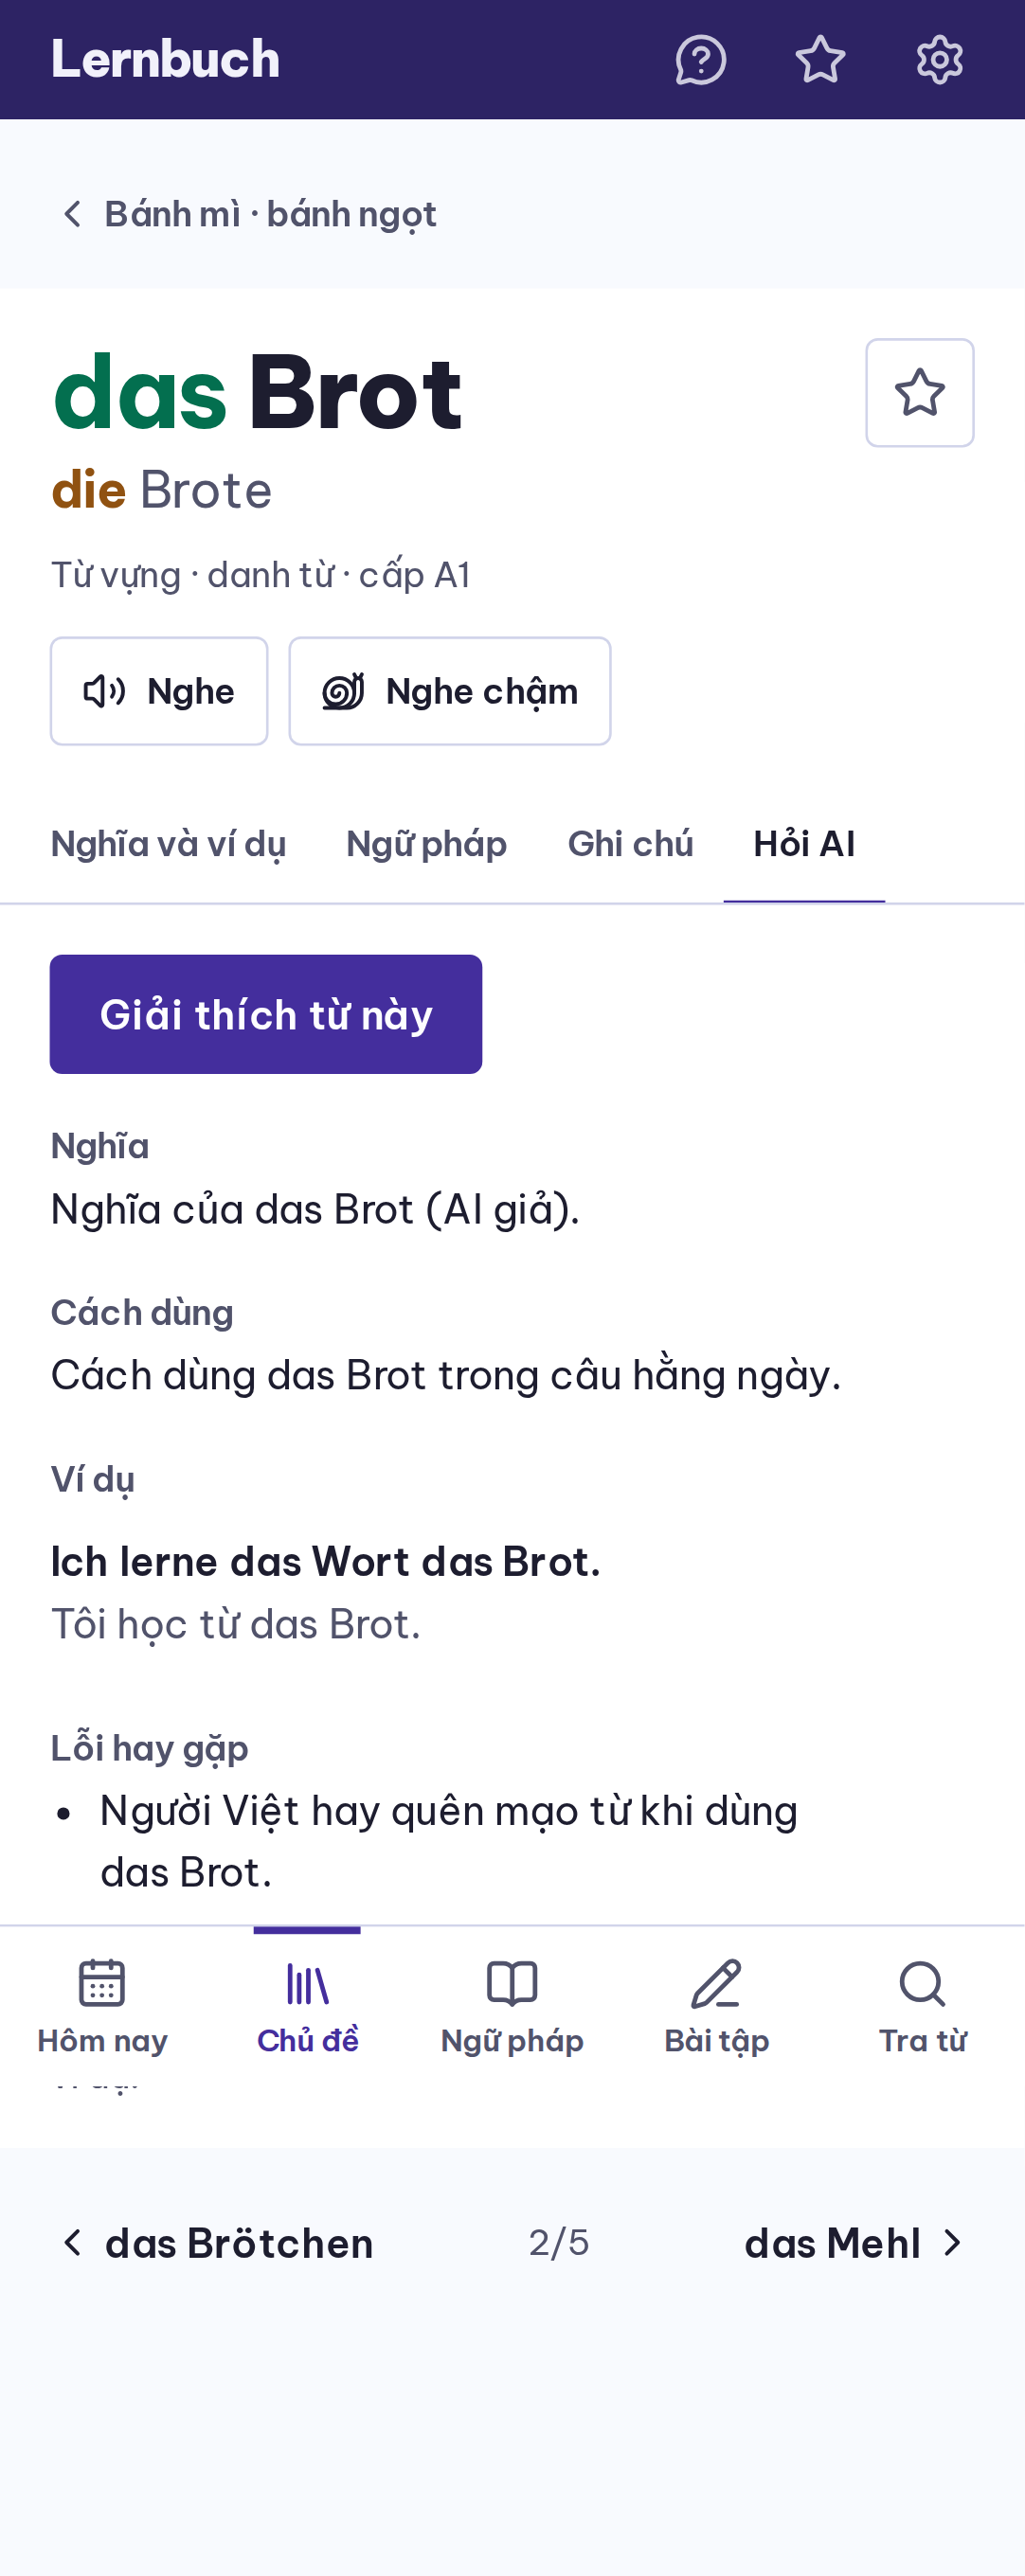 Lernbuch
Bánh mì · bánh ngọt
das Brot
die Brote
Từ vựng · danh từ · cấp A1
Nghe
Nghe chậm
Nghĩa và ví dụ
Ngữ pháp
Ghi chú
Hỏi AI
Giải thích từ này
Nghĩa
Nghĩa của das Brot (AI giả).
Cách dùng
Cách dùng das Brot trong câu hằng ngày.
Ví dụ
Ich lerne das Wort das Brot.
Tôi học từ das Brot.
Lỗi hay gặp
• Người Việt hay quên mạo từ khi dùng
das Brot.
Hôm nay
Chủ đề
Ngữ pháp
Bài tập
Tra từ
das Brötchen
2/5
das Mehl